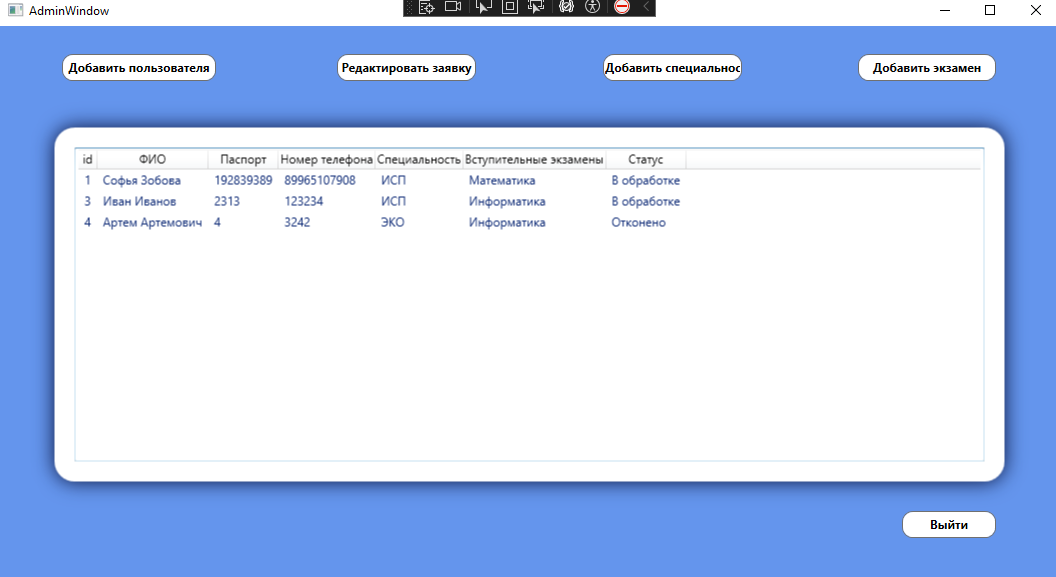 AdminWindow
Добавить пользователя Редактировать заявку Добавить специальнос Добавить экзамен
id ФИО Паспорт Номер телефона Специальность Вступительные экзамены Статус
1 Софья Зобова 192839389 89965107908 ИСП Математика В обработке
3 Иван Иванов 2313 123234 ИСП Информатика В обработке
4 Артем Артемович 4 3242 ЭКО Информатика Отконено
Выйти